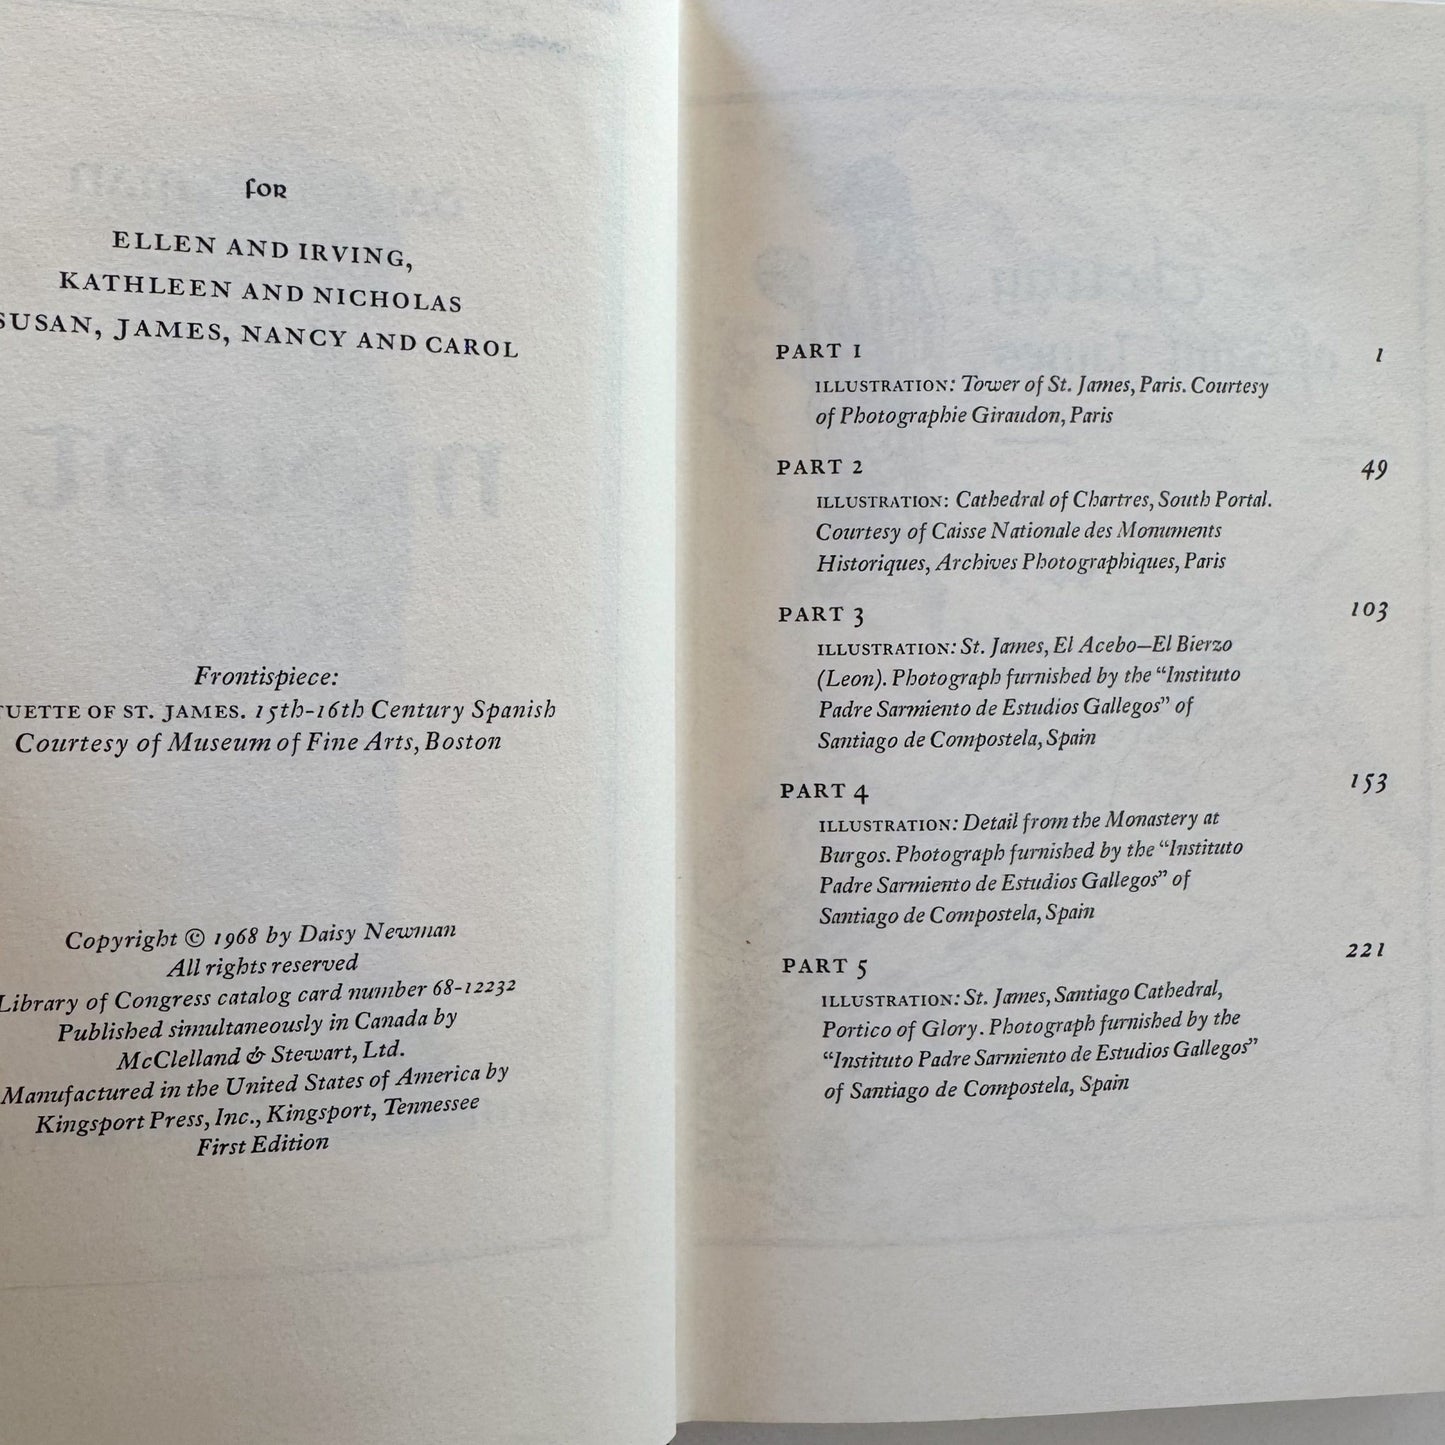 for
ELLEN AND IRVING,
KATHLEEN AND NICHOLAS
SUSAN, JAMES, NANCY AND CAROL
Frontispiece:
TUETTE OF ST. JAMES. 15th-16th Century Spanish
Courtesy of Museum of Fine Arts, Boston
Copyright © 1968 by Daisy Newman
All rights reserved
Library of Congress catalog card number 68-12232
Published simultaneously in Canada by
McClelland & Stewart, Ltd.
Manufactured in the United States of America by
Kingsport Press, Inc., Kingsport, Tennessee
First Edition
PART 1 1
ILLUSTRATION: Tower of St. James, Paris. Courtesy
of Photographie Giraudon, Paris
PART 2 49
ILLUSTRATION: Cathedral of Chartres, South Portal.
Courtesy of Caisse Nationale des Monuments
Historiques, Archives Photographiques, Paris
PART 3 103
ILLUSTRATION: St. James, El Acebo—El Bierzo
(Leon). Photograph furnished by the “Instituto
Padre Sarmiento de Estudios Gallegos” of
Santiago de Compostela, Spain
PART 4 153
ILLUSTRATION: Detail from the Monastery at
Burgos. Photograph furnished by the “Instituto
Padre Sarmiento de Estudios Gallegos” of
Santiago de Compostela, Spain
PART 5 221
ILLUSTRATION: St. James, Santiago Cathedral,
Portico of Glory. Photograph furnished by the
“Instituto Padre Sarmiento de Estudios Gallegos”
of Santiago de Compostela, Spain